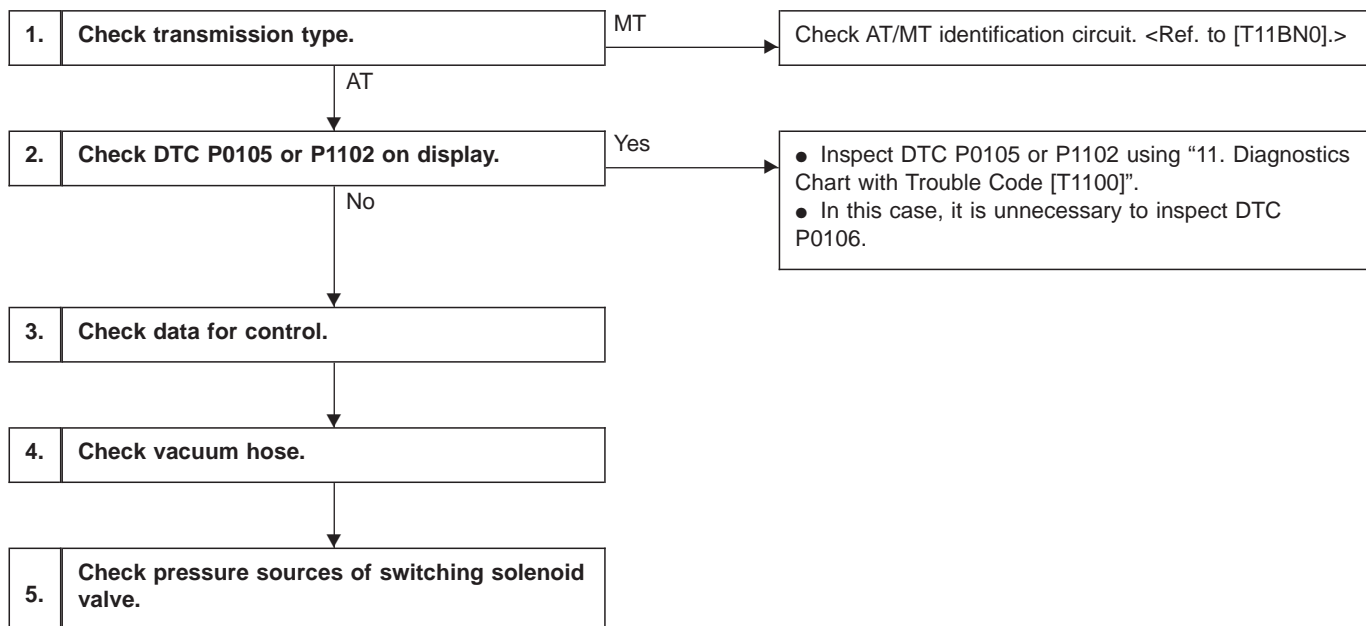 1. Check transmission type.
MT
Check AT/MT identification circuit. <Ref. to [T11BN0].>
AT
2. Check DTC P0105 or P1102 on display.
Yes
● Inspect DTC P0105 or P1102 using “11. Diagnostics
Chart with Trouble Code [T1100]”.
● In this case, it is unnecessary to inspect DTC
P0106.
No
3. Check data for control.
4. Check vacuum hose.
5. Check pressure sources of switching solenoid
valve.